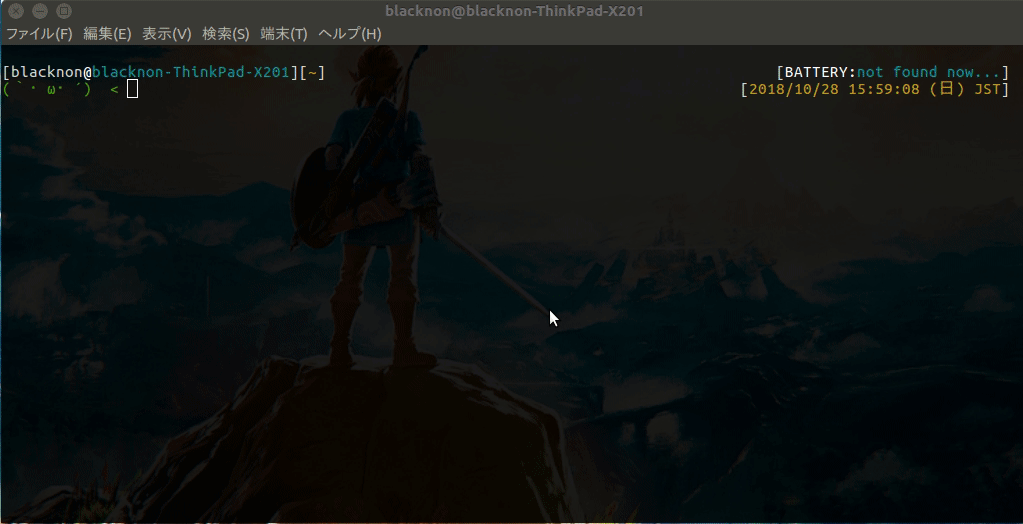 blacknon@blacknon-ThinkPad-X201
ファイル(F) 編集(E) 表示(V) 検索(S) 端末(T) ヘルプ(H)
[blacknon@blacknon-ThinkPad-X201][~] [BATTERY:not found now...]
(｀・ω・´) < [2018/10/28 15:59:08 (日) JST]